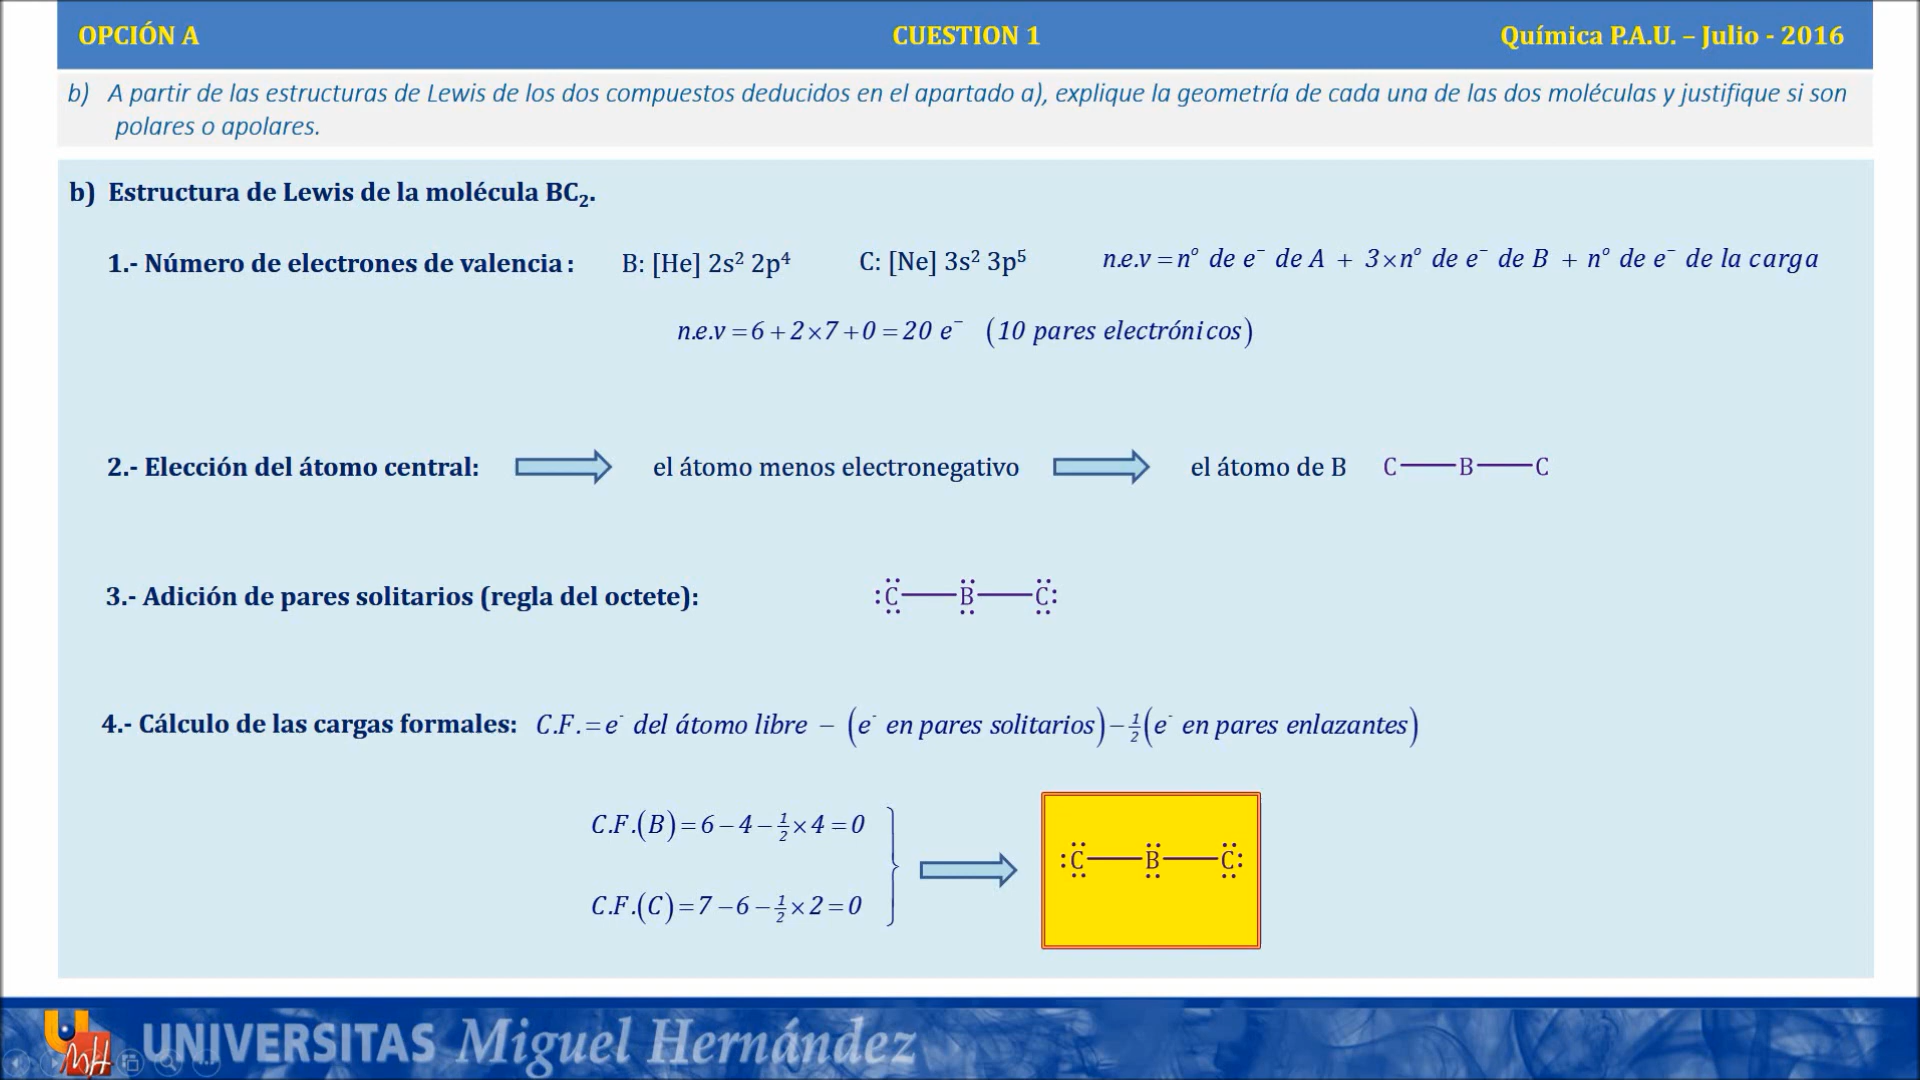 OPCIÓN A CUESTION 1 Química P.A.U. – Julio - 2016
b) A partir de las estructuras de Lewis de los dos compuestos deducidos en el apartado a), explique la geometría de cada una de las dos moléculas y justifique si son
polares o apolares.
b) Estructura de Lewis de la molécula BC₂.
1.- Número de electrones de valencia : B: [He] 2s² 2p⁴ C: [Ne] 3s² 3p⁵ n.e.v = nº de e⁻ de A + 3×nº de e⁻ de B + nº de e⁻ de la carga
n.e.v = 6 + 2×7 + 0 = 20 e⁻ (10 pares electrónicos)
2.- Elección del átomo central: el átomo menos electronegativo el átomo de B C—B—C
3.- Adición de pares solitarios (regla del octete): :C̈—B̈—C̈:
4.- Cálculo de las cargas formales: C.F. = e⁻ del átomo libre − (e⁻ en pares solitarios) − ½(e⁻ en pares enlazantes)
C.F.(B) = 6 − 4 − ½ × 4 = 0
:C̈—B̈—C̈:
C.F.(C) = 7 − 6 − ½ × 2 = 0
UNIVERSITAS Miguel Hernández